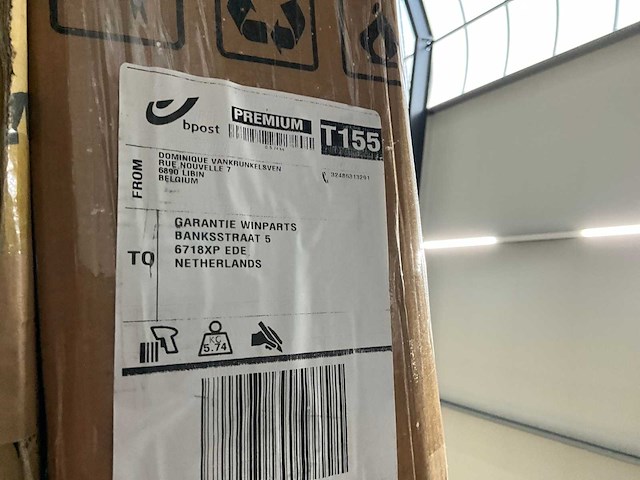 bpost
PREMIUM
T155
FROM
DOMINIQUE VANKRUNKELSVEN
RUE NOUVELLE 7
6890 LIBIN
BELGIUM
TO
GARANTIE WINPARTS
BANKSSTRAAT 5
6718XP EDE
NETHERLANDS
KG
5.74